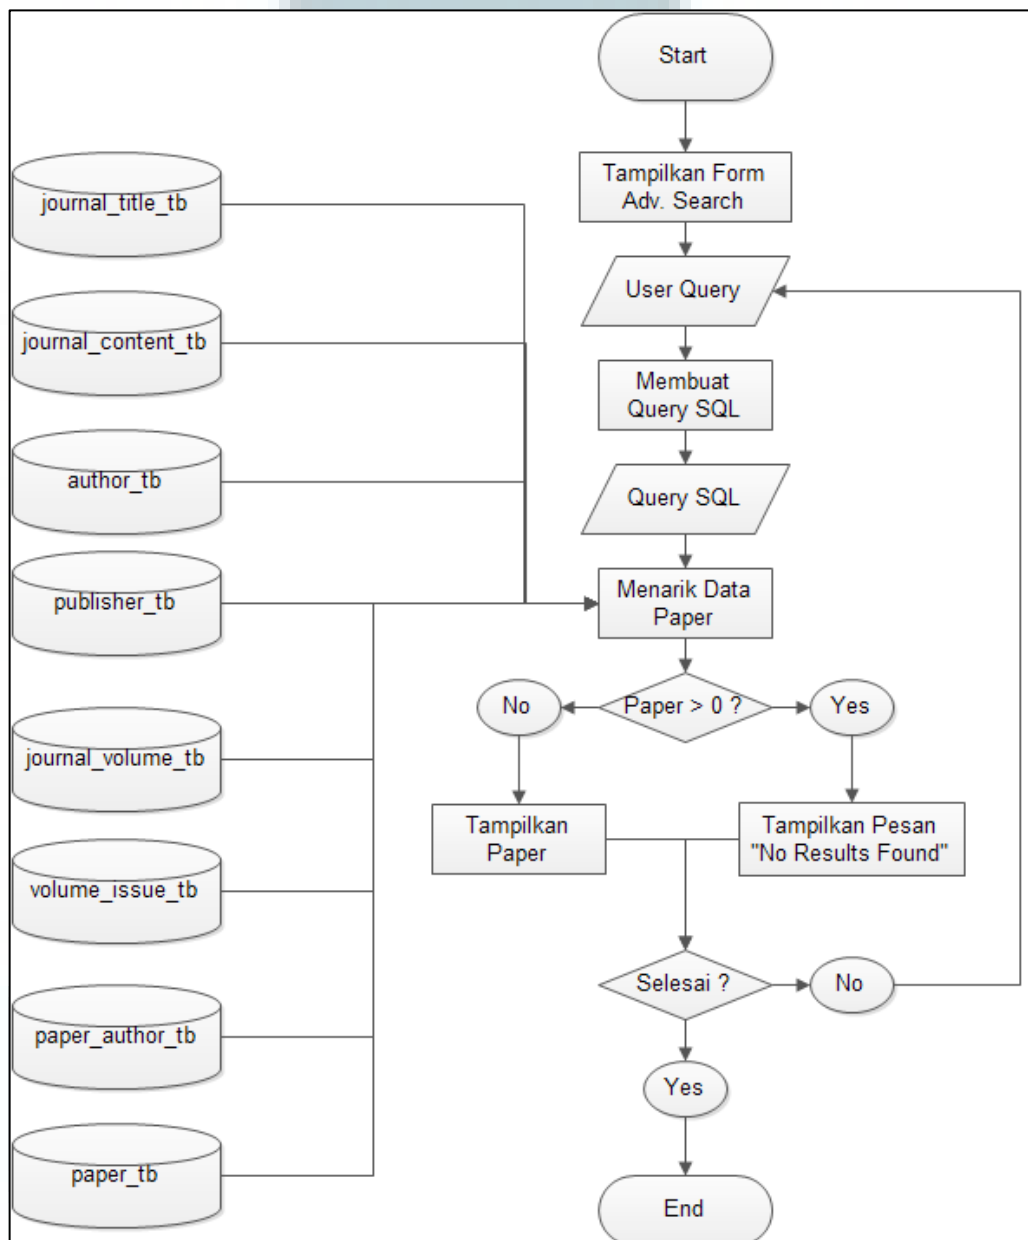 Start
Tampilkan Form
Adv. Search
User Query
Membuat
Query SQL
Query SQL
Menarik Data
Paper
Paper > 0 ?
No
Yes
Tampilkan
Paper
Tampilkan Pesan
"No Results Found"
Selesai ?
No
Yes
End
journal_title_tb
journal_content_tb
author_tb
publisher_tb
journal_volume_tb
volume_issue_tb
paper_author_tb
paper_tb